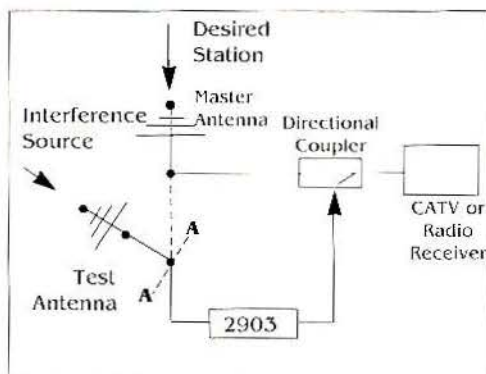 Desired
Station
Interference
Source
Master
Antenna
Directional
Coupler
CATV or
Radio
Receiver
Test
Antenna
A
A
2903